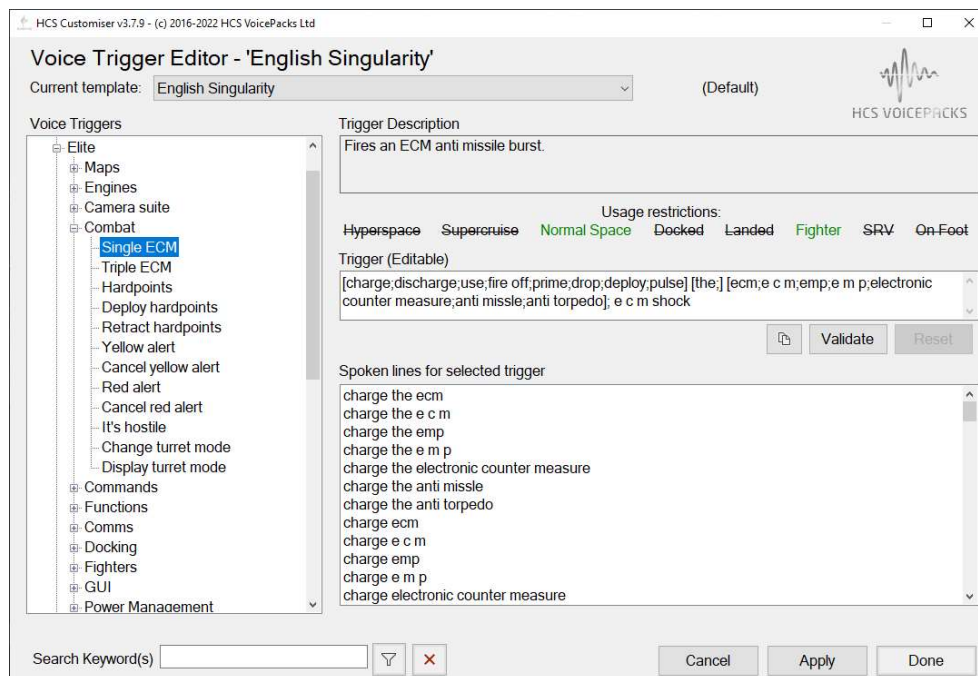 HCS Customiser v3.7.9 - (c) 2016-2022 HCS VoicePacks Ltd
Voice Trigger Editor - 'English Singularity'
Current template:
English Singularity
(Default)
HCS VOICEPACKS
Voice Triggers
Elite
Maps
Engines
Camera suite
Combat
Single ECM
Triple ECM
Hardpoints
Deploy hardpoints
Retract hardpoints
Yellow alert
Cancel yellow alert
Red alert
Cancel red alert
It's hostile
Change turret mode
Display turret mode
Commands
Functions
Comms
Docking
Fighters
GUI
Power Management
Trigger Description
Fires an ECM anti missile burst.
Usage restrictions:
Hyperspace Supercruise Normal Space Docked Landed Fighter SRV On Foot
Trigger (Editable)
[charge;discharge;use;fire off;prime;drop;deploy;pulse] [the;] [ecm;e c m;emp;e m p;electronic
counter measure;anti missle;anti torpedo]; e c m shock
Validate
Reset
Spoken lines for selected trigger
charge the ecm
charge the e c m
charge the emp
charge the e m p
charge the electronic counter measure
charge the anti missle
charge the anti torpedo
charge ecm
charge e c m
charge emp
charge e m p
charge electronic counter measure
Search Keyword(s)
Cancel
Apply
Done